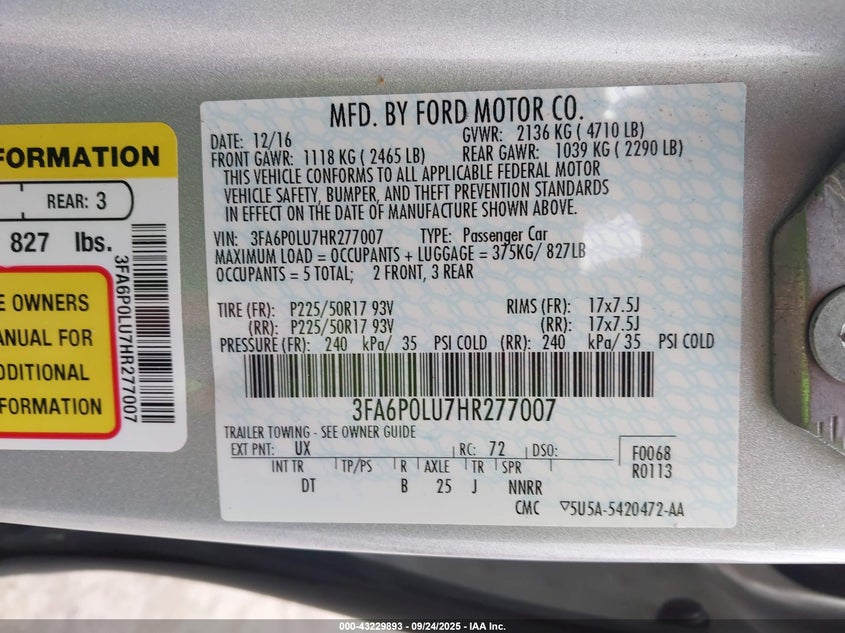 FORMATION
REAR: 3
827 lbs.
E OWNERS
ANUAL FOR
DDITIONAL
FORMATION
3FA6P0LU7HR277007
MFD. BY FORD MOTOR CO.
DATE: 12/16 GVWR: 2136 KG ( 4710 LB)
FRONT GAWR: 1118 KG ( 2465 LB) REAR GAWR: 1039 KG ( 2290 LB)
THIS VEHICLE CONFORMS TO ALL APPLICABLE FEDERAL MOTOR
VEHICLE SAFETY, BUMPER, AND THEFT PREVENTION STANDARDS
IN EFFECT ON THE DATE OF MANUFACTURE SHOWN ABOVE.
VIN: 3FA6P0LU7HR277007 TYPE: Passenger Car
MAXIMUM LOAD = OCCUPANTS + LUGGAGE = 375KG/ 827LB
OCCUPANTS = 5 TOTAL; 2 FRONT, 3 REAR
TIRE (FR): P225/50R17 93V RIMS (FR): 17x7.5J
(RR): P225/50R17 93V (RR): 17x7.5J
PRESSURE (FR): 240 kPa/ 35 PSI COLD (RR): 240 kPa/ 35 PSI COLD
3FA6P0LU7HR277007
TRAILER TOWING - SEE OWNER GUIDE
EXT PNT: UX RC: 72 DSO: F0068
R0113
INT TR TP/PS R AXLE TR SPR
DT B 25 J NNRR
CMC ▽5U5A-5420472-AA
000-43229893 - 09/24/2025 - IAA Inc.